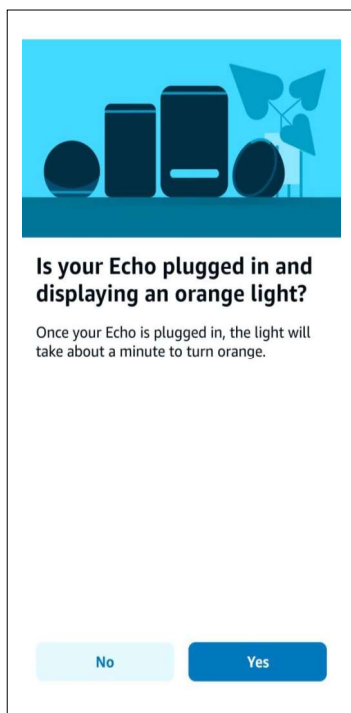 Is your Echo plugged in and
displaying an orange light?
Once your Echo is plugged in, the light will
take about a minute to turn orange.
No
Yes